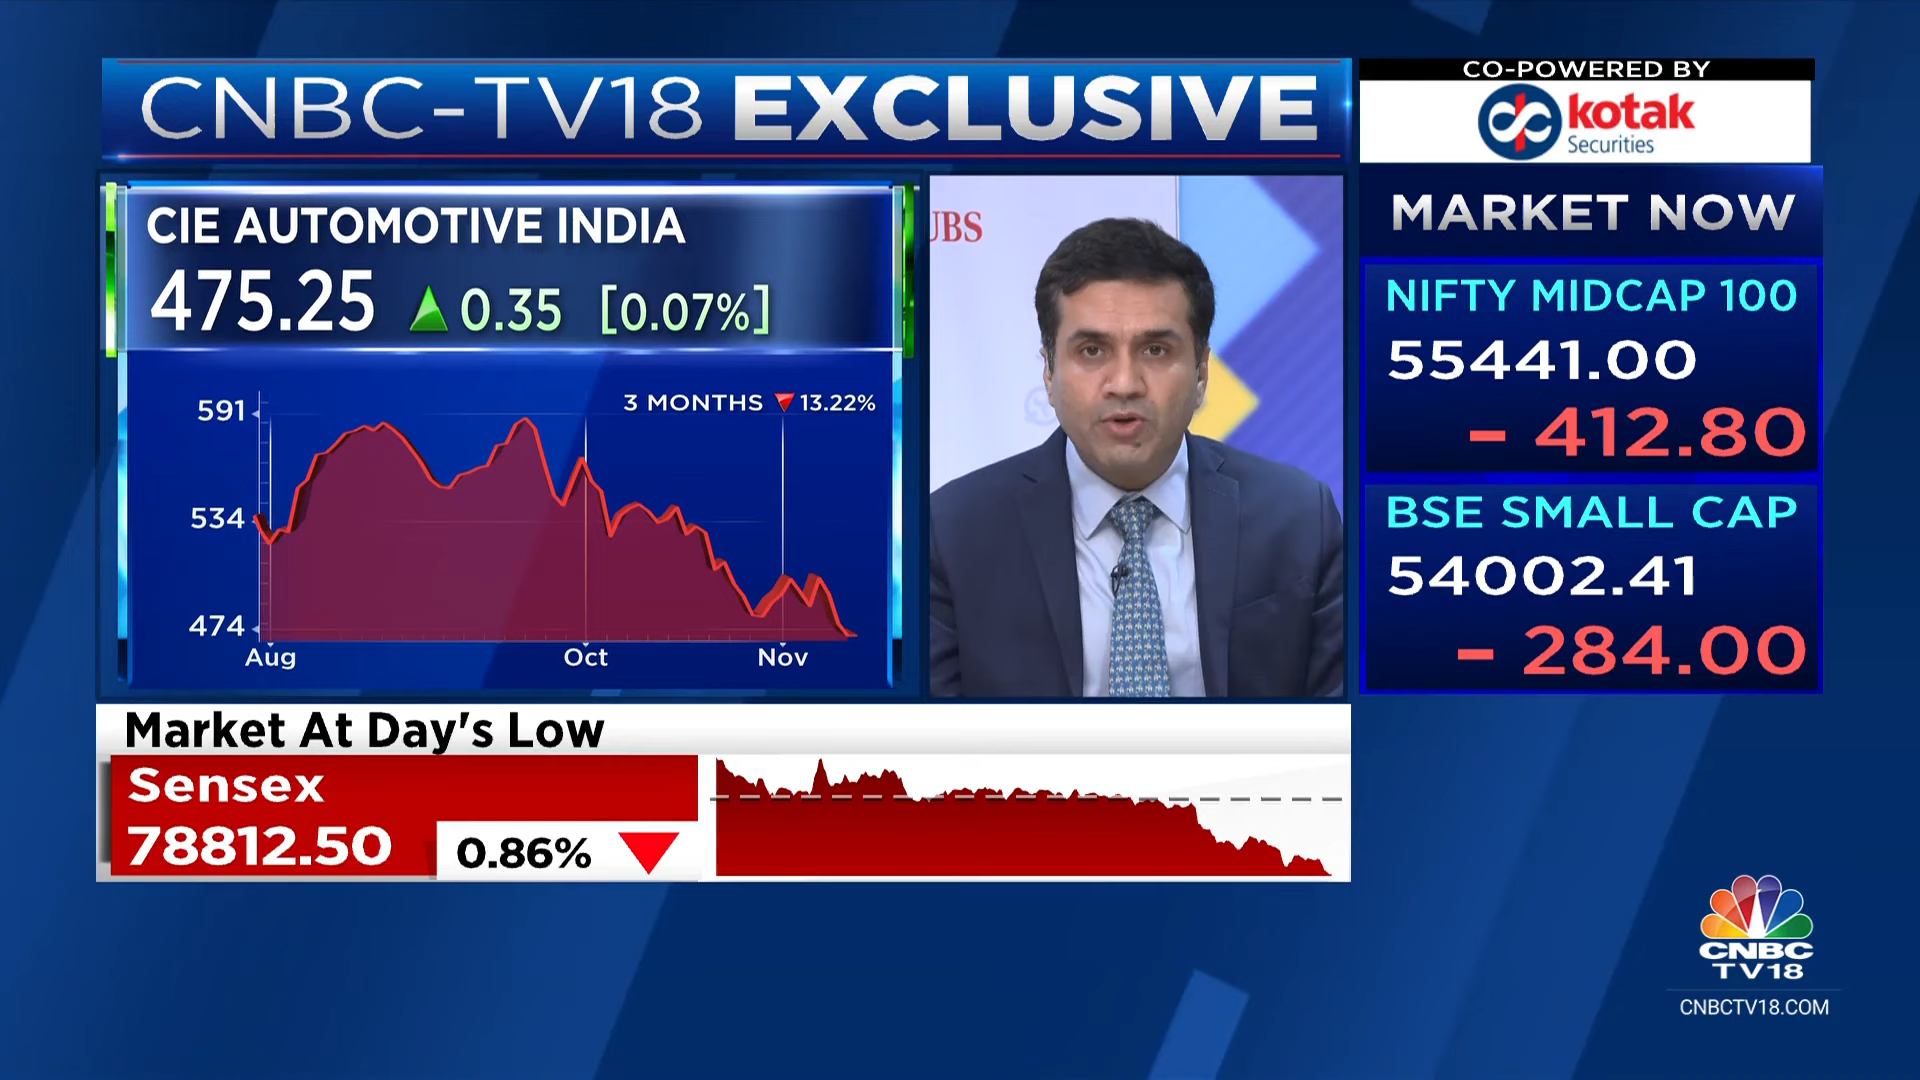 CNBC-TV18 EXCLUSIVE
CO-POWERED BY
kotak
Securities
CIE AUTOMOTIVE INDIA
475.25 ▲ 0.35 [0.07%]
3 MONTHS ▼ 13.22%
591
534
474
Aug Oct Nov
UBS
MARKET NOW
NIFTY MIDCAP 100
55441.00
- 412.80
BSE SMALL CAP
54002.41
- 284.00
Market At Day's Low
Sensex
78812.50
0.86% ▼
CNBC
TV18
CNBCTV18.COM